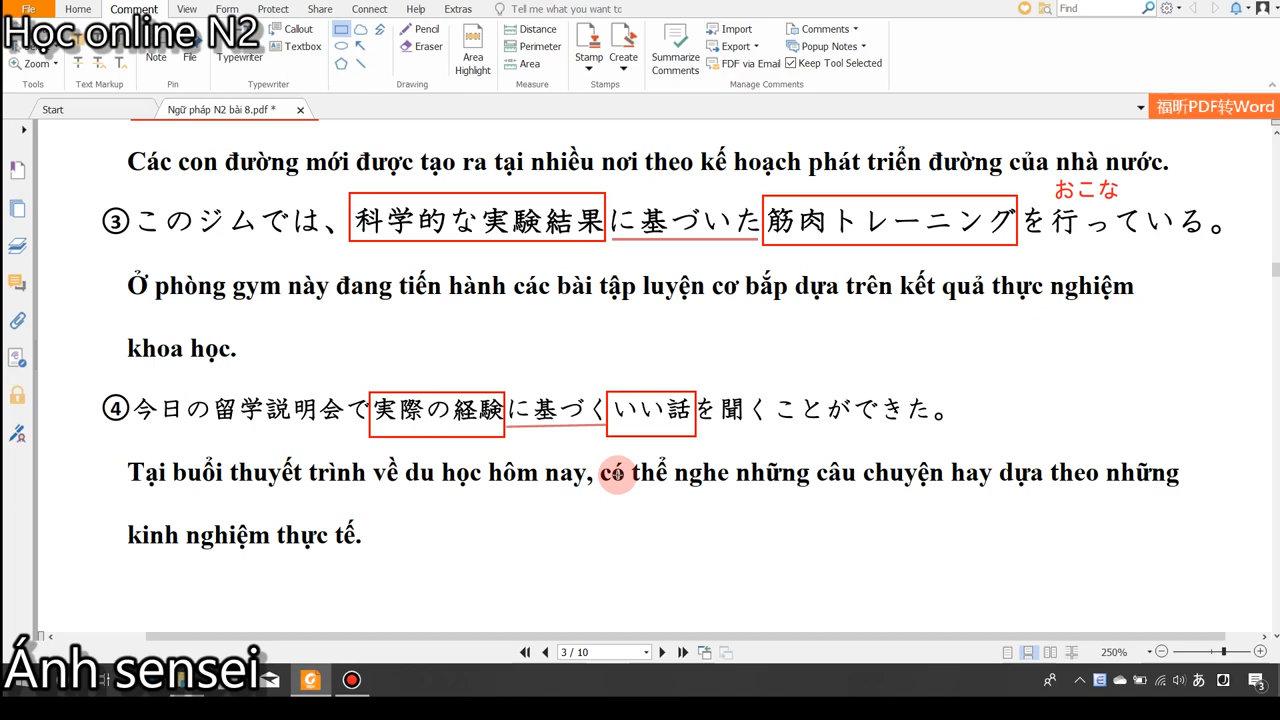 File Home Comment View Form Protect Share Connect Help Extras Tell me what you want tc Find
Học online N2
Callout Pencil Distance Import Comments
Textbox Eraser Perimeter Export Popup Notes
Zoom Note File Typewriter Area Highlight Area Stamp Create Summarize Comments FDF via Email Keep Tool Selected
Tools Text Markup Pin Typewriter Drawing Measure Stamps Manage Comments
Start Ngữ pháp N2 bài 8.pdf * 福昕PDF转Word
Các con đường mới được tạo ra tại nhiều nơi theo kế hoạch phát triển đường của nhà nước.
おこな
③このジムでは、科学的な実験結果に基づいた筋肉トレーニングを行っている。
Ở phòng gym này đang tiến hành các bài tập luyện cơ bắp dựa trên kết quả thực nghiệm
khoa học.
④今日の留学説明会で実際の経験に基づくいい話を聞くことができた。
Tại buổi thuyết trình về du học hôm nay, có thể nghe những câu chuyện hay dựa theo những
kinh nghiệm thực tế.
3 / 10 250%
Ánh sensei
あ
3